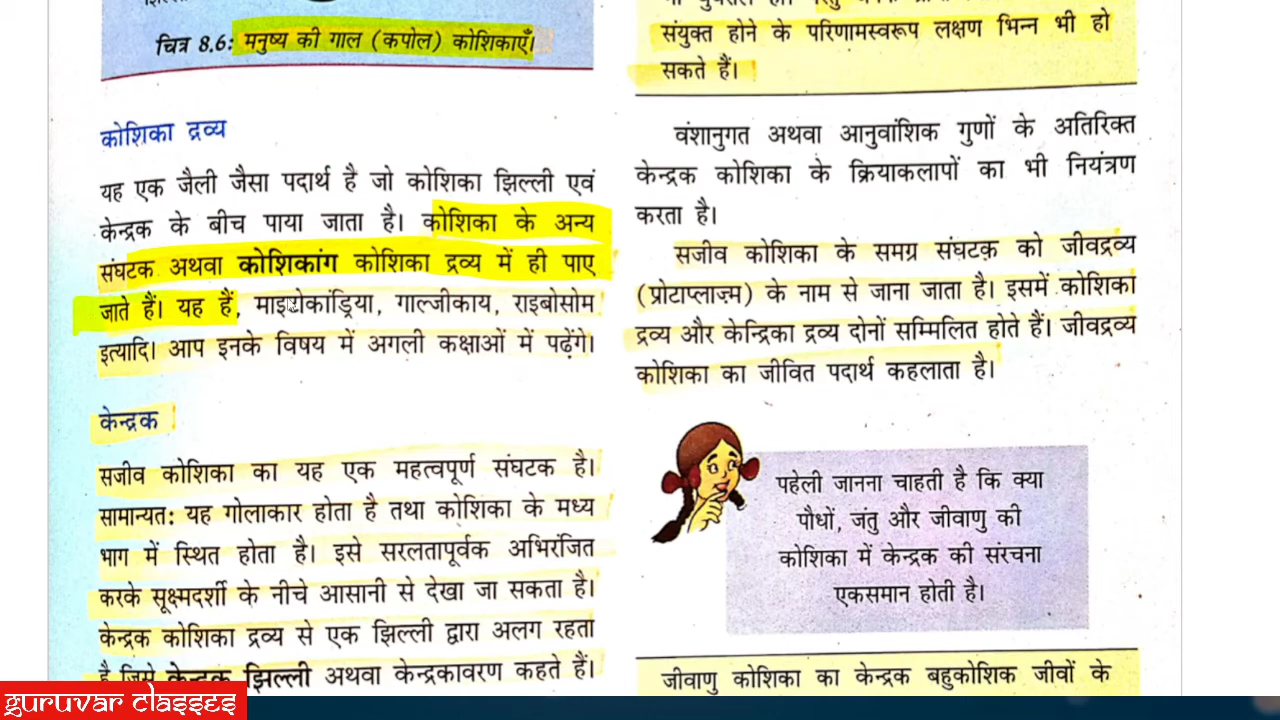 चित्र 8.6: मनुष्य की गाल (कपोल) कोशिकाएँ।
कोशिका द्रव्य
यह एक जैली जैसा पदार्थ है जो कोशिका झिल्ली एवं
केन्द्रक के बीच पाया जाता है। कोशिका के अन्य
संघटक अथवा कोशिकांग कोशिका द्रव्य में ही पाए
जाते हैं। यह हैं, माइटोकांड्रिया, गाल्जीकाय, राइबोसोम
इत्यादि। आप इनके विषय में अगली कक्षाओं में पढ़ेंगे।
केन्द्रक
सजीव कोशिका का यह एक महत्वपूर्ण संघटक है।
सामान्यत: यह गोलाकार होता है तथा कोशिका के मध्य
भाग में स्थित होता है। इसे सरलतापूर्वक अभिरंजित
करके सूक्ष्मदर्शी के नीचे आसानी से देखा जा सकता है।
केन्द्रक कोशिका द्रव्य से एक झिल्ली द्वारा अलग रहता
है जिसे केन्द्रक झिल्ली अथवा केन्द्रकावरण कहते हैं।
संयुक्त होने के परिणामस्वरूप लक्षण भिन्न भी हो
सकते हैं।
वंशानुगत अथवा आनुवांशिक गुणों के अतिरिक्त
केन्द्रक कोशिका के क्रियाकलापों का भी नियंत्रण
करता है।
सजीव कोशिका के समग्र संघटक़ को जीवद्रव्य
(प्रोटाप्लाज़्म) के नाम से जाना जाता है। इसमें कोशिका
द्रव्य और केन्द्रिका द्रव्य दोनों सम्मिलित होते हैं। जीवद्रव्य
कोशिका का जीवित पदार्थ कहलाता है।
पहेली जानना चाहती है कि क्या
पौधों, जंतु और जीवाणु की
कोशिका में केन्द्रक की संरचना
एकसमान होती है।
जीवाणु कोशिका का केन्द्रक बहुकोशिक जीवों के
guruvar classes